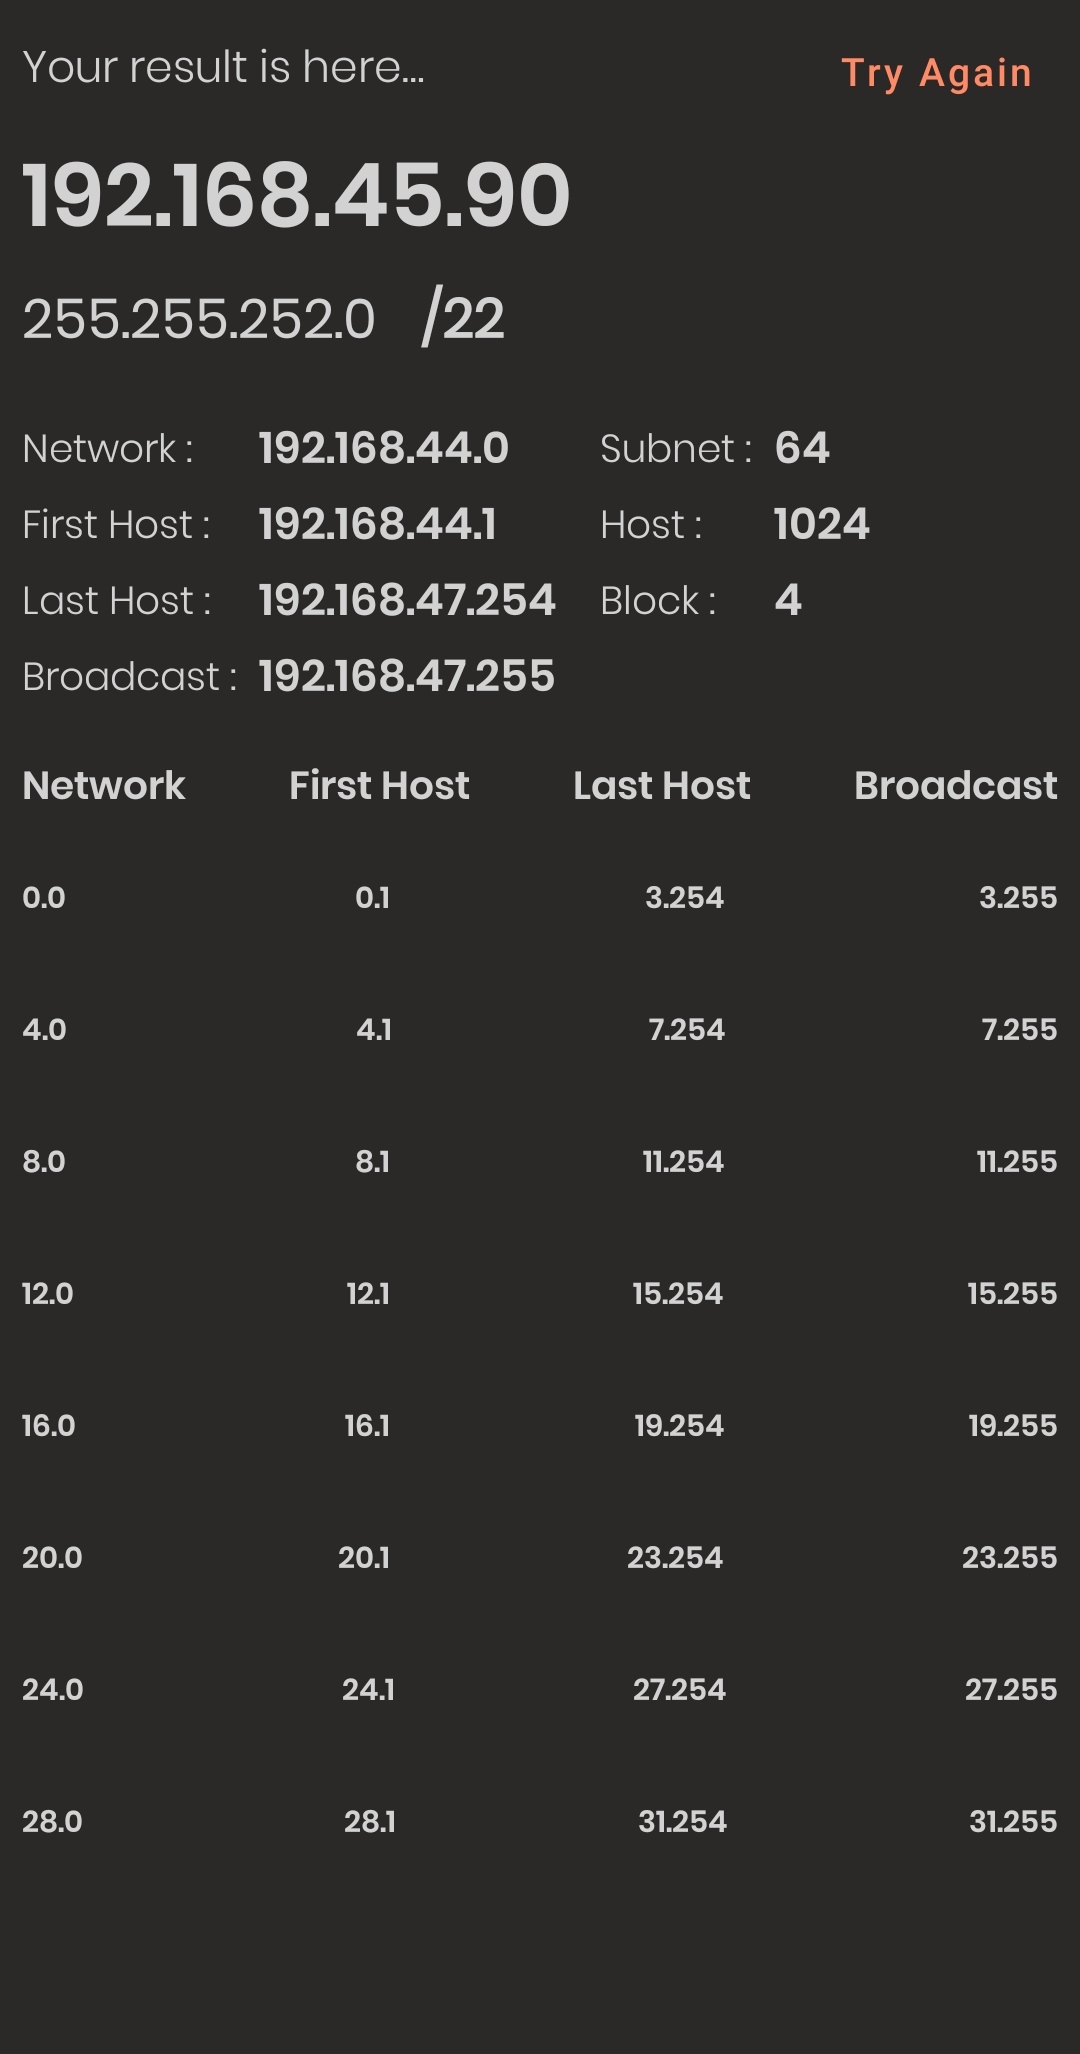 Your result is here...
Try Again
192.168.45.90
255.255.252.0 /22
Network : 192.168.44.0 Subnet : 64
First Host : 192.168.44.1 Host : 1024
Last Host : 192.168.47.254 Block : 4
Broadcast : 192.168.47.255
Network First Host Last Host Broadcast
0.0 0.1 3.254 3.255
4.0 4.1 7.254 7.255
8.0 8.1 11.254 11.255
12.0 12.1 15.254 15.255
16.0 16.1 19.254 19.255
20.0 20.1 23.254 23.255
24.0 24.1 27.254 27.255
28.0 28.1 31.254 31.255